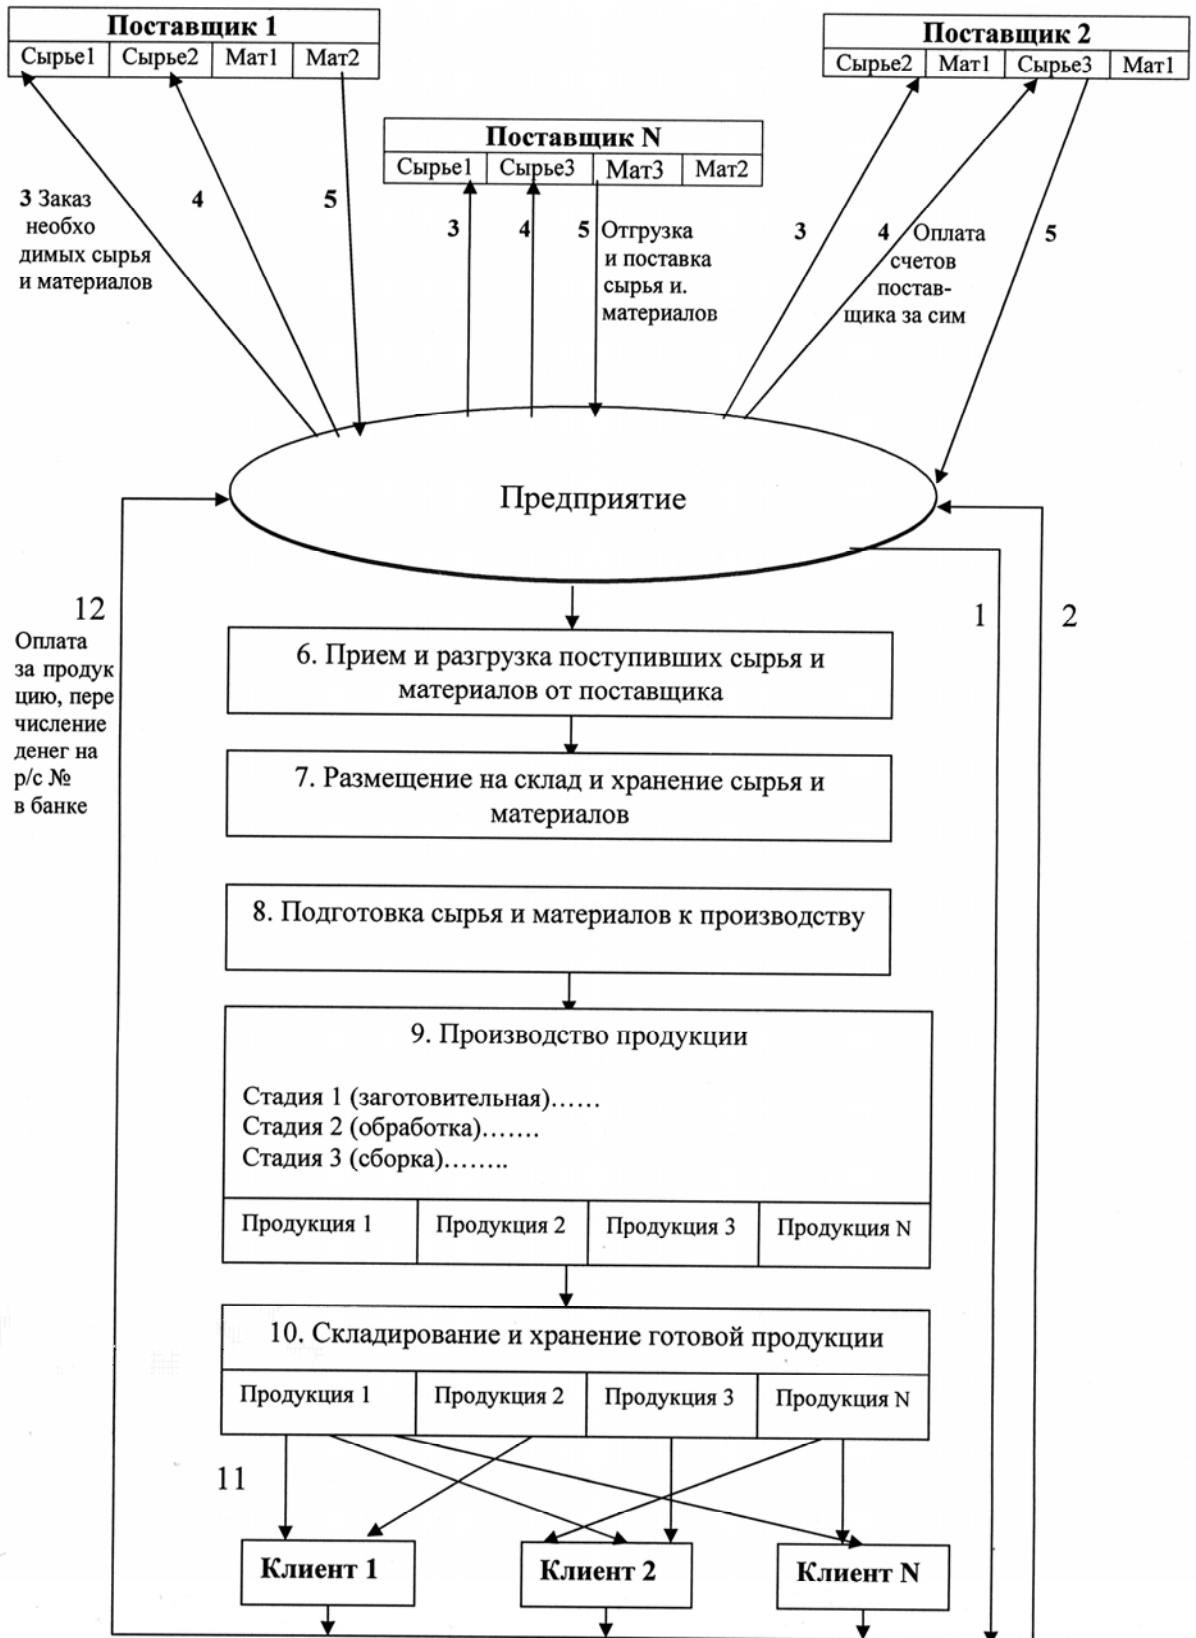 Поставщик 1
Сырье1 Сырье2 Мат1 Мат2
Поставщик 2
Сырье2 Мат1 Сырье3 Мат1
Поставщик N
Сырье1 Сырье3 Мат3 Мат2
3 Заказ
необхо
димых сырья
и материалов
4
5
3
4
5 Отгрузка
и поставка
сырья и.
материалов
3
4 Оплата
счетов
постав-
щика за сим
5
Предприятие
12
Оплата
за продук
цию, пере
числение
денег на
р/с №
в банке
1
2
6. Прием и разгрузка поступивших сырья и
материалов от поставщика
7. Размещение на склад и хранение сырья и
материалов
8. Подготовка сырья и материалов к производству
9. Производство продукции
Стадия 1 (заготовительная)……
Стадия 2 (обработка)…….
Стадия 3 (сборка)……..
Продукция 1 Продукция 2 Продукция 3 Продукция N
10. Складирование и хранение готовой продукции
Продукция 1 Продукция 2 Продукция 3 Продукция N
11
Клиент 1 Клиент 2 Клиент N